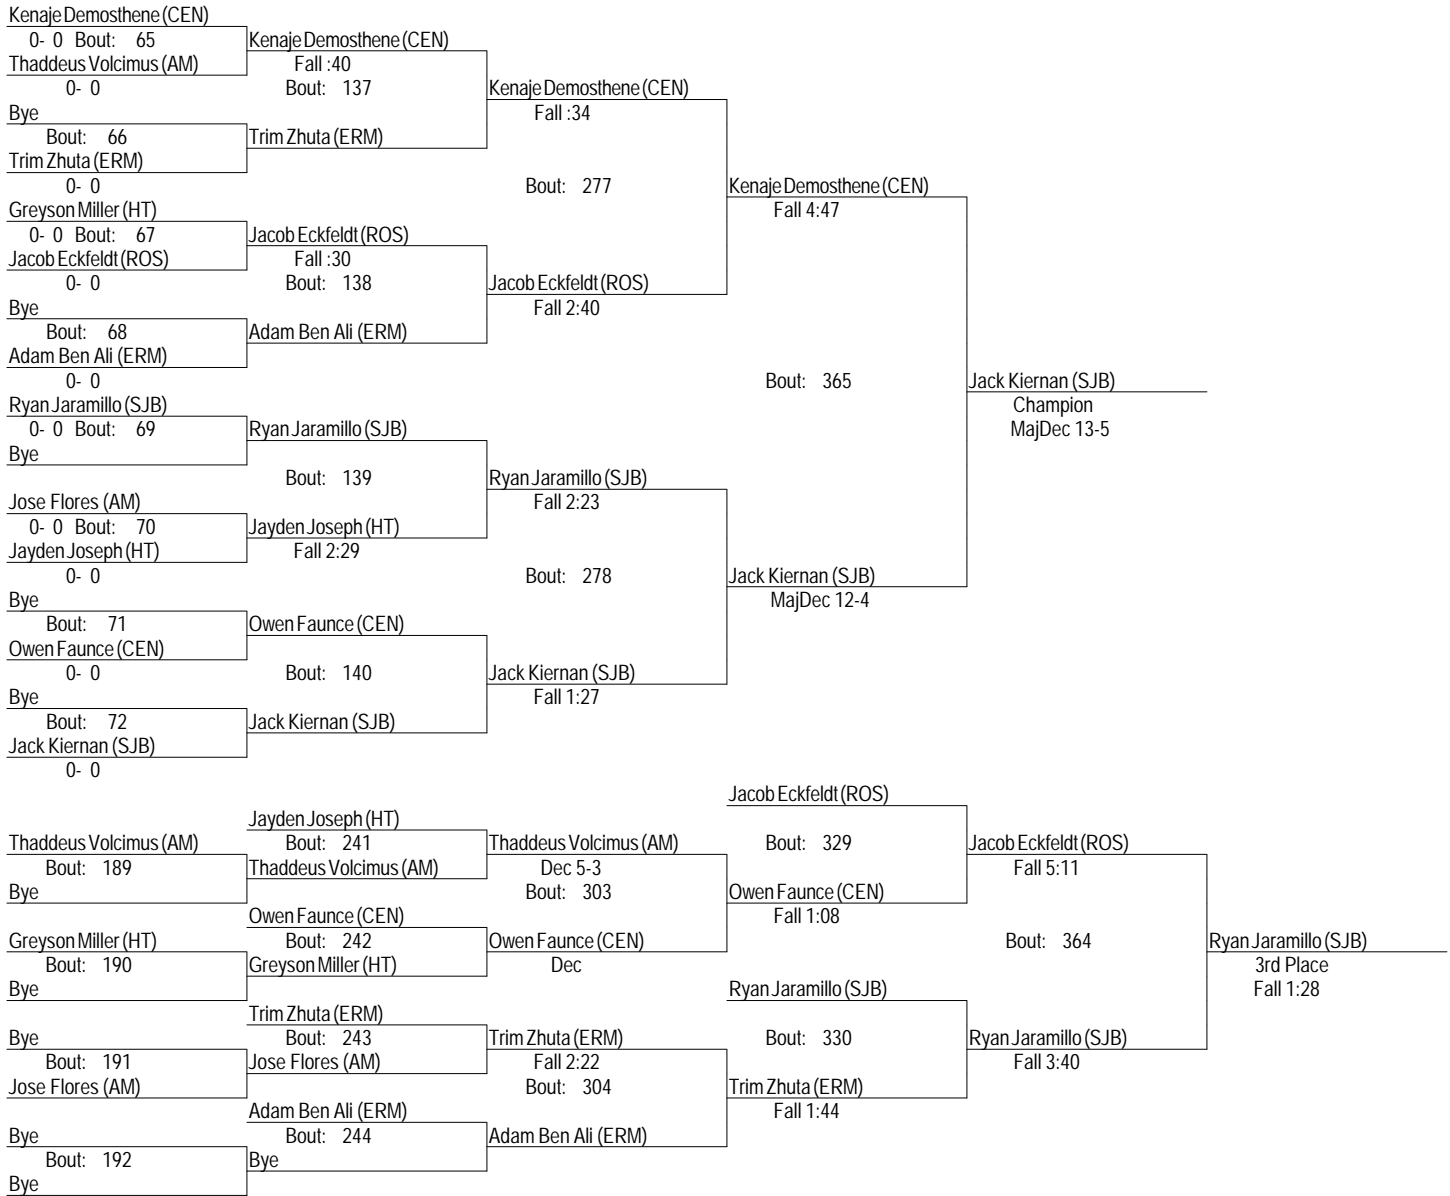 Kenaje Demosthene (CEN)
0- 0 Bout: 65 Kenaje Demosthene (CEN)
Thaddeus Volcimus (AM) Fall :40
0- 0 Bout: 137 Kenaje Demosthene (CEN)
Bye Fall :34
Bout: 66 Trim Zhuta (ERM)
Trim Zhuta (ERM)
0- 0 Bout: 277 Kenaje Demosthene (CEN)
Greyson Miller (HT) Fall 4:47
0- 0 Bout: 67 Jacob Eckfeldt (ROS)
Jacob Eckfeldt (ROS) Fall :30
0- 0 Bout: 138 Jacob Eckfeldt (ROS)
Bye Fall 2:40
Bout: 68 Adam Ben Ali (ERM)
Adam Ben Ali (ERM)
0- 0 Bout: 365 Jack Kiernan (SJB)
Ryan Jaramillo (SJB) Champion
0- 0 Bout: 69 Ryan Jaramillo (SJB) MajDec 13-5
Bye
Bout: 139 Ryan Jaramillo (SJB)
Jose Flores (AM) Fall 2:23
0- 0 Bout: 70 Jayden Joseph (HT)
Jayden Joseph (HT) Fall 2:29
0- 0 Bout: 278 Jack Kiernan (SJB)
Bye MajDec 12-4
Bout: 71 Owen Faunce (CEN)
Owen Faunce (CEN)
0- 0 Bout: 140 Jack Kiernan (SJB)
Bye Fall 1:27
Bout: 72 Jack Kiernan (SJB)
Jack Kiernan (SJB)
0- 0
Jacob Eckfeldt (ROS)
Jayden Joseph (HT)
Thaddeus Volcimus (AM) Bout: 241 Thaddeus Volcimus (AM) Bout: 329 Jacob Eckfeldt (ROS)
Bout: 189 Thaddeus Volcimus (AM) Dec 5-3 Fall 5:11
Bye Bout: 303 Owen Faunce (CEN)
Owen Faunce (CEN) Fall 1:08
Greyson Miller (HT) Bout: 242 Owen Faunce (CEN) Bout: 364 Ryan Jaramillo (SJB)
Bout: 190 Greyson Miller (HT) Dec 3rd Place
Bye Ryan Jaramillo (SJB) Fall 1:28
Trim Zhuta (ERM)
Bye Bout: 243 Trim Zhuta (ERM) Bout: 330 Ryan Jaramillo (SJB)
Bout: 191 Jose Flores (AM) Fall 2:22 Fall 3:40
Jose Flores (AM) Bout: 304 Trim Zhuta (ERM)
Adam Ben Ali (ERM) Fall 1:44
Bye Bout: 244 Adam Ben Ali (ERM)
Bout: 192 Bye
Bye